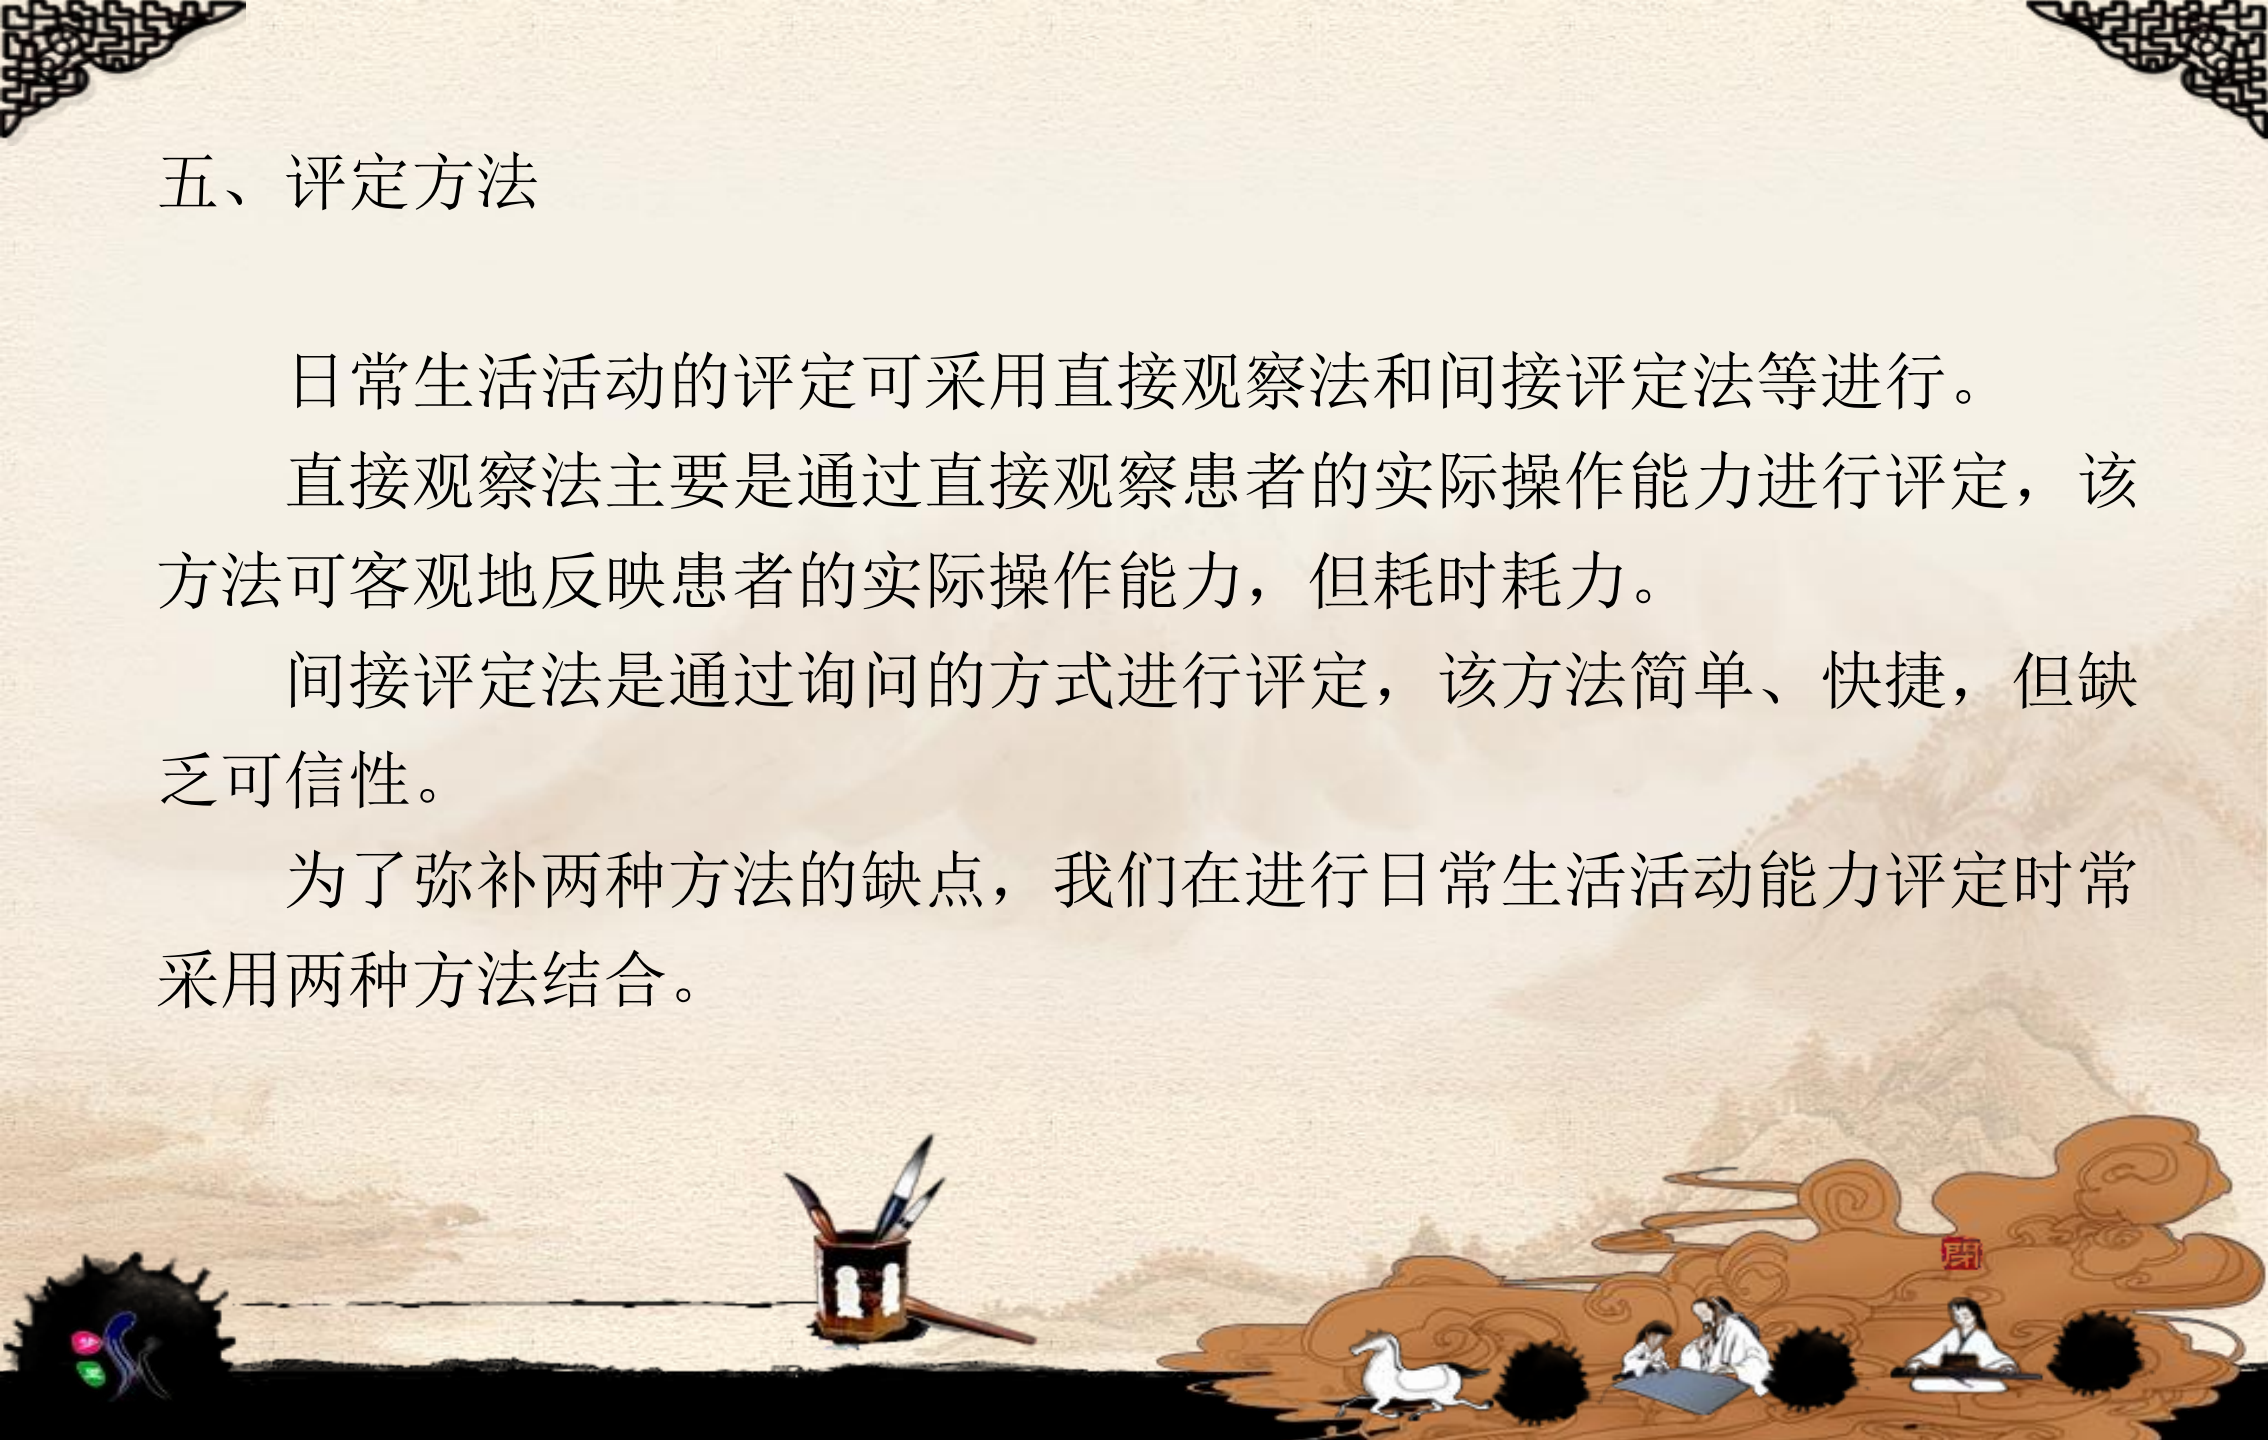 五、评定方法
日常生活活动的评定可采用直接观察法和间接评定法等进行。
直接观察法主要是通过直接观察患者的实际操作能力进行评定，该
方法可客观地反映患者的实际操作能力，但耗时耗力。
间接评定法是通过询问的方式进行评定，该方法简单、快捷，但缺
乏可信性。
为了弥补两种方法的缺点，我们在进行日常生活活动能力评定时常
采用两种方法结合。